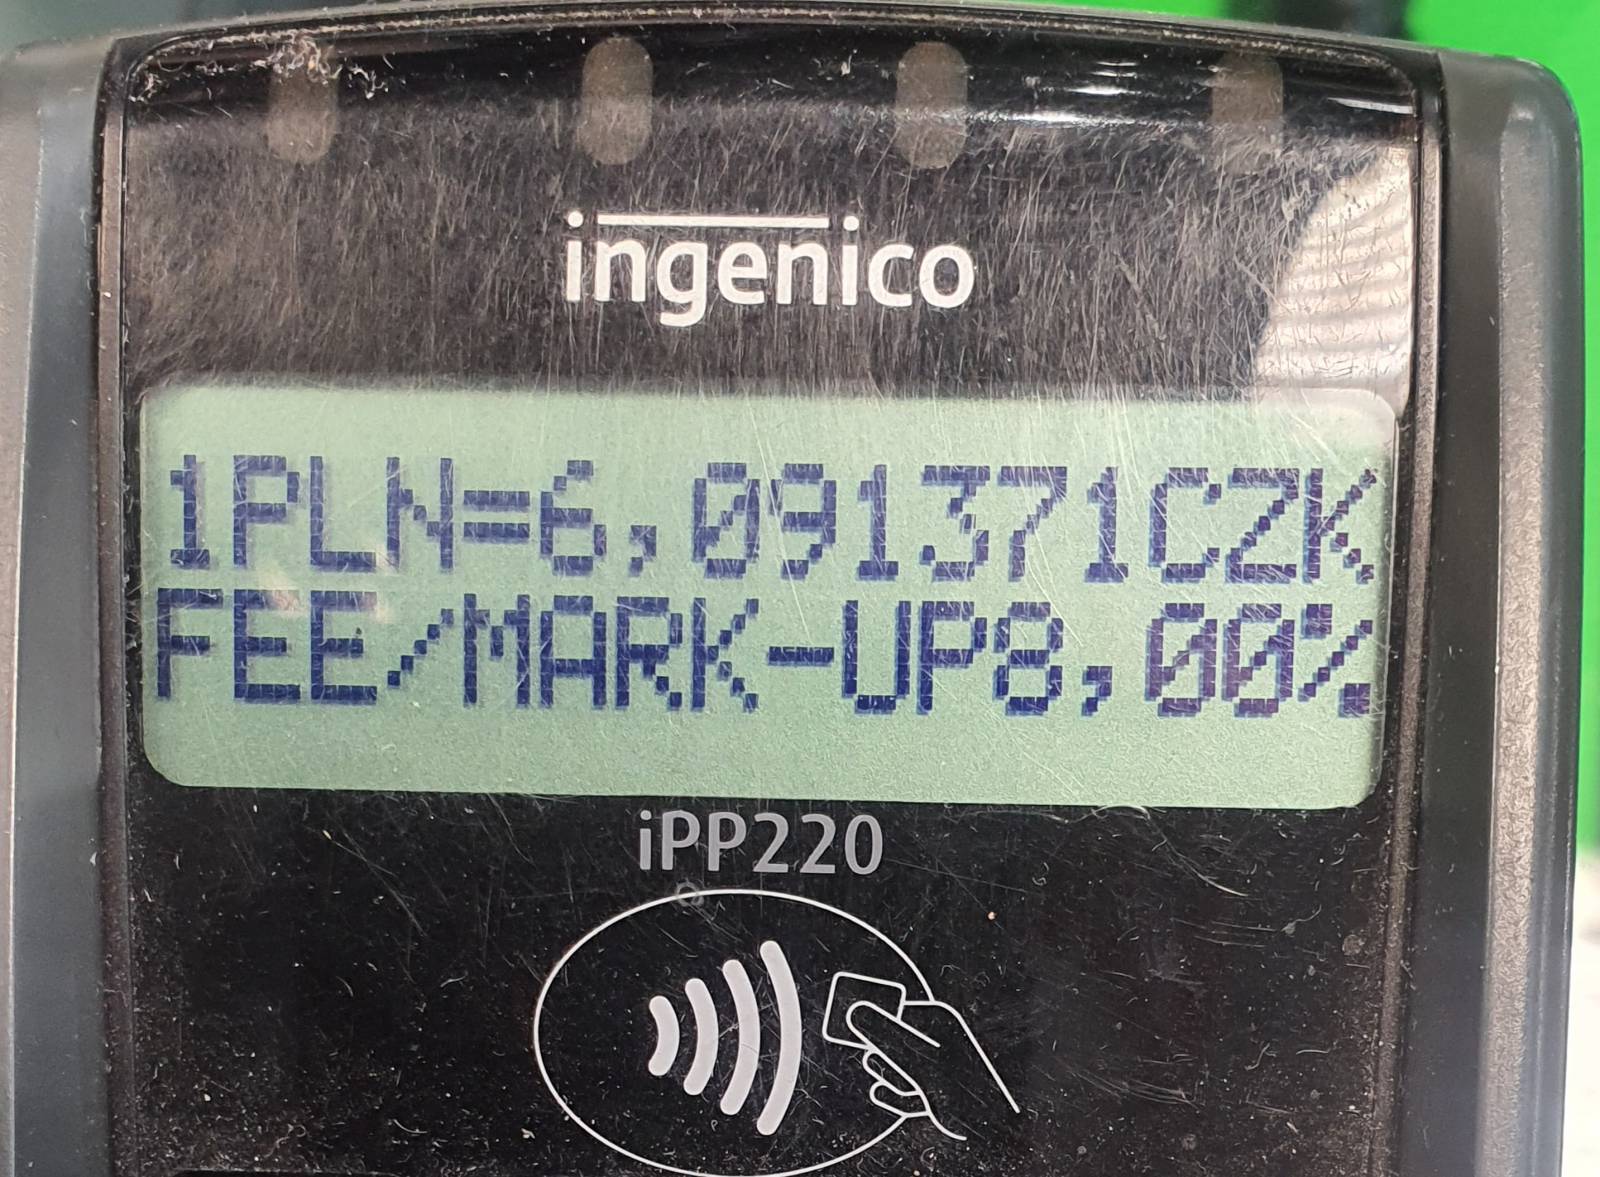 ingenico
1PLN=6,091371CZK
FEE/MARK-UP8,00%
iPP220